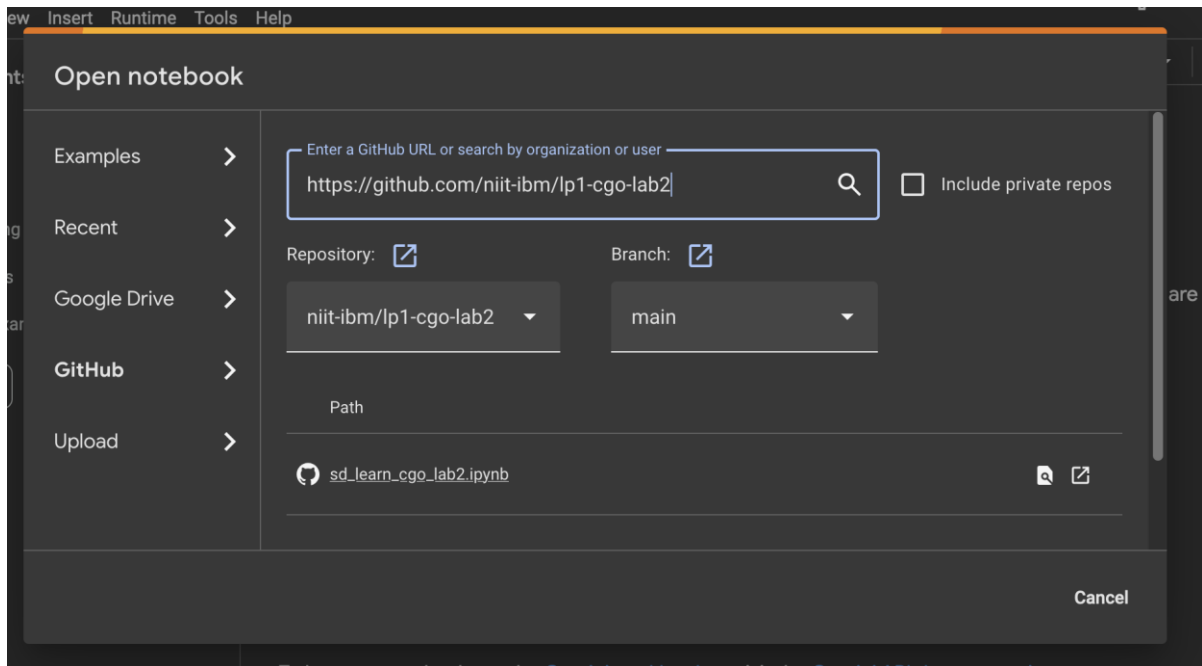 ew Insert Runtime Tools Help
Open notebook
Examples
Recent
Google Drive
GitHub
Upload
Enter a GitHub URL or search by organization or user
https://github.com/niit-ibm/lp1-cgo-lab2
Include private repos
Repository:
Branch:
niit-ibm/lp1-cgo-lab2
main
Path
sd_learn_cgo_lab2.ipynb
Cancel
are